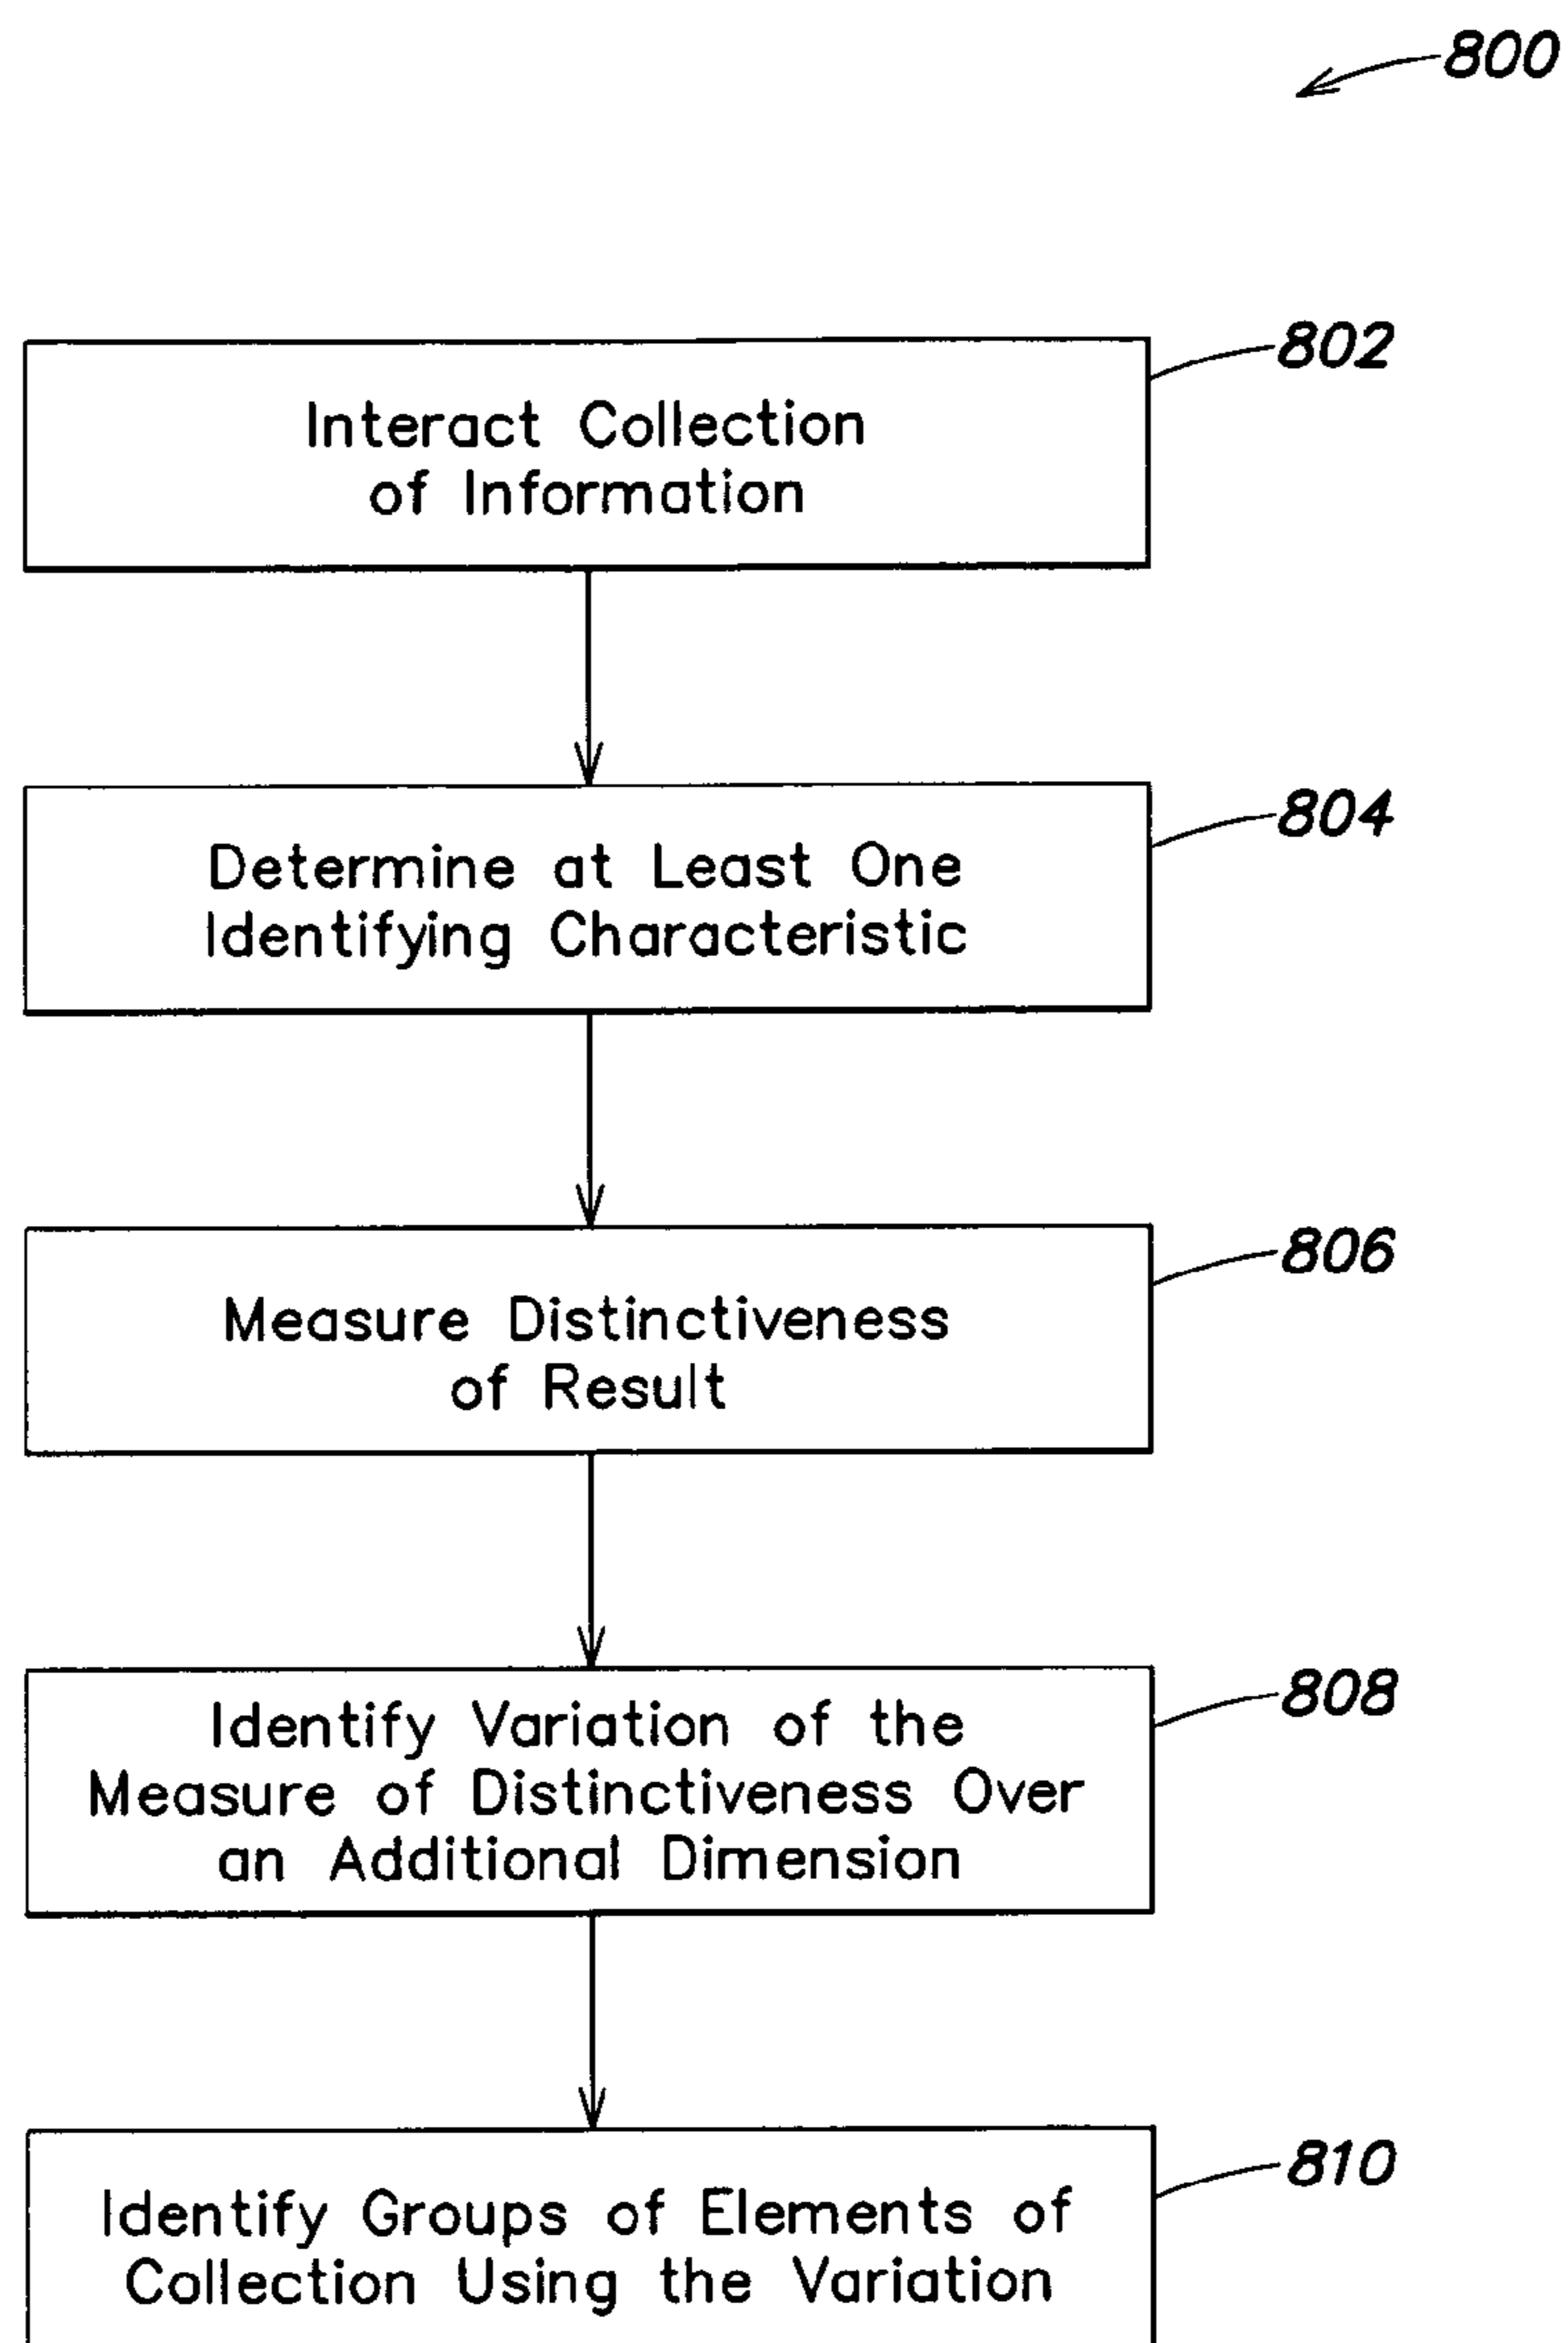 800
802
Interact Collection
of Information
804
Determine at Least One
Identifying Characteristic
806
Measure Distinctiveness
of Result
808
Identify Variation of the
Measure of Distinctiveness Over
an Additional Dimension
810
Identify Groups of Elements of
Collection Using the Variation